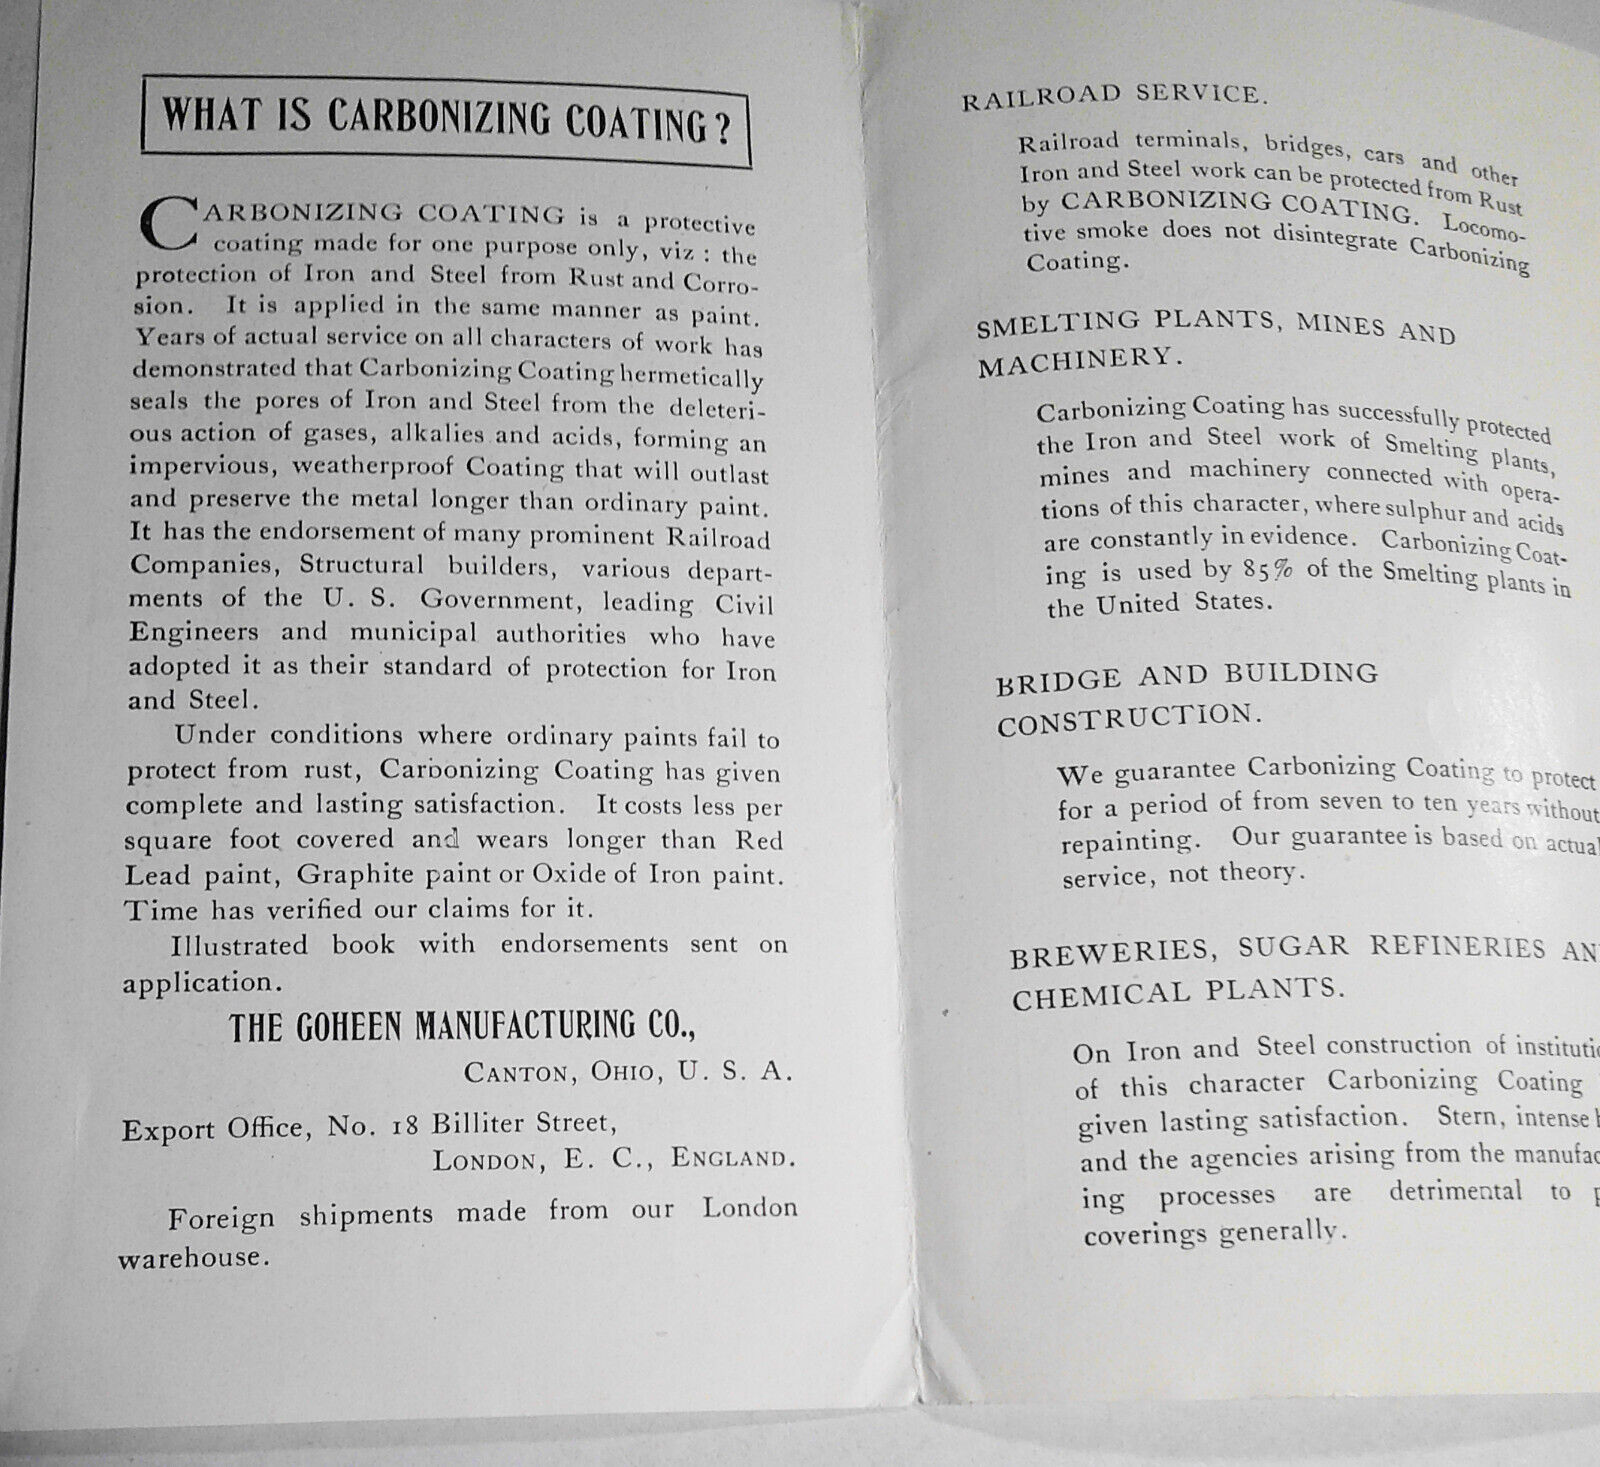 WHAT IS CARBONIZING COATING?
CARBONIZING COATING is a protective
coating made for one purpose only, viz : the
protection of Iron and Steel from Rust and Corro-
sion. It is applied in the same manner as paint.
Years of actual service on all characters of work has
demonstrated that Carbonizing Coating hermetically
seals the pores of Iron and Steel from the deleteri-
ous action of gases, alkalies and acids, forming an
impervious, weatherproof Coating that will outlast
and preserve the metal longer than ordinary paint.
It has the endorsement of many prominent Railroad
Companies, Structural builders, various depart-
ments of the U. S. Government, leading Civil
Engineers and municipal authorities who have
adopted it as their standard of protection for Iron
and Steel.
Under conditions where ordinary paints fail to
protect from rust, Carbonizing Coating has given
complete and lasting satisfaction. It costs less per
square foot covered and wears longer than Red
Lead paint, Graphite paint or Oxide of Iron paint.
Time has verified our claims for it.
Illustrated book with endorsements sent on
application.
THE GOHEEN MANUFACTURING CO.,
CANTON, OHIO, U. S. A.
Export Office, No. 18 Billiter Street,
LONDON, E. C., ENGLAND.
Foreign shipments made from our London
warehouse.
RAILROAD SERVICE.
Railroad terminals, bridges, cars and other
Iron and Steel work can be protected from Rust
by CARBONIZING COATING. Locomo-
tive smoke does not disintegrate Carbonizing
Coating.
SMELTING PLANTS, MINES AND
MACHINERY.
Carbonizing Coating has successfully protected
the Iron and Steel work of Smelting plants,
mines and machinery connected with opera-
tions of this character, where sulphur and acids
are constantly in evidence. Carbonizing Coat-
ing is used by 85% of the Smelting plants in
the United States.
BRIDGE AND BUILDING
CONSTRUCTION.
We guarantee Carbonizing Coating to protect
for a period of from seven to ten years without
repainting. Our guarantee is based on actual
service, not theory.
BREWERIES, SUGAR REFINERIES AN
CHEMICAL PLANTS.
On Iron and Steel construction of instituti
of this character Carbonizing Coating
given lasting satisfaction. Stern, intense
and the agencies arising from the manufac
ing processes are detrimental to p
coverings generally.